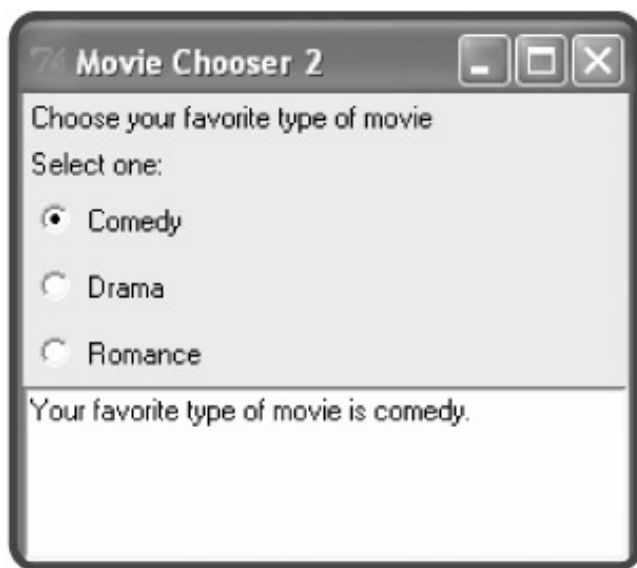 Movie Chooser 2
Choose your favorite type of movie
Select one:
Comedy
Drama
Romance
Your favorite type of movie is comedy.